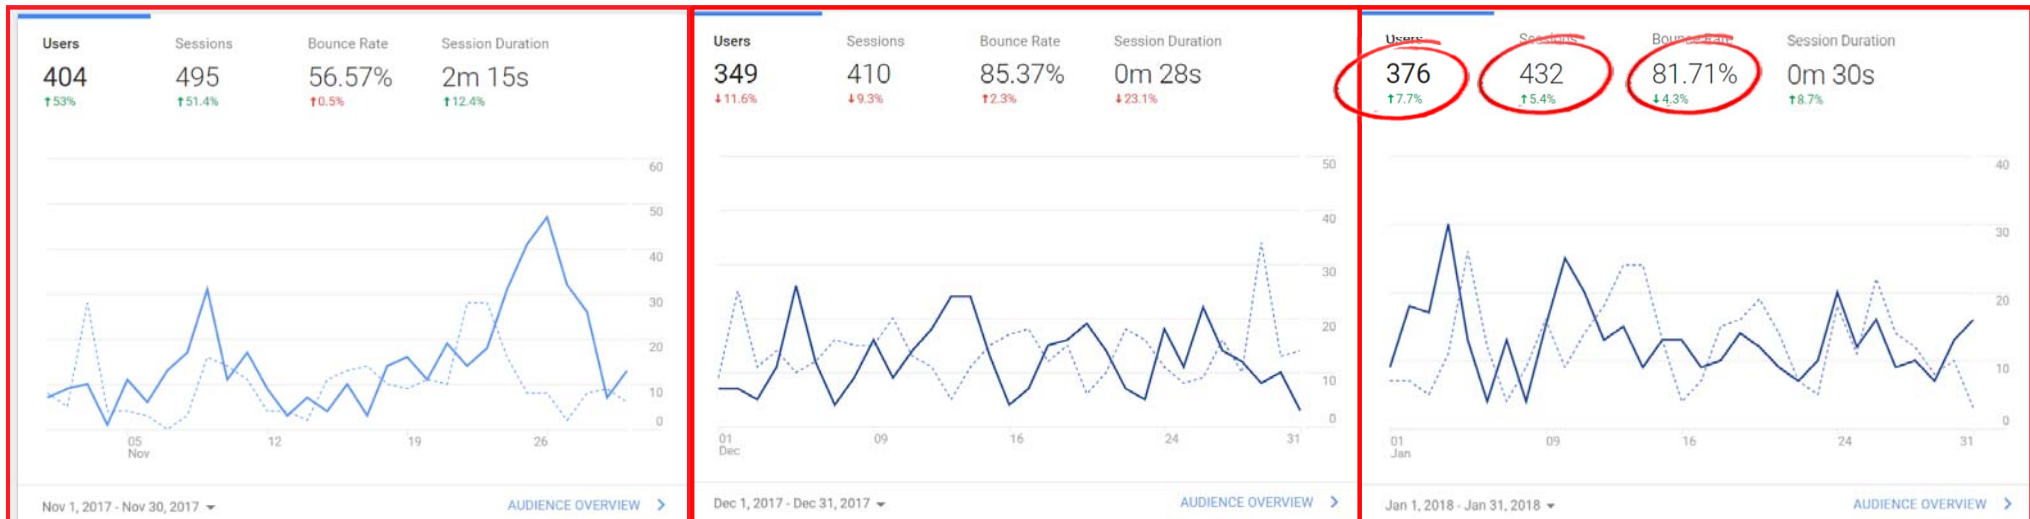 Users Sessions Bounce Rate Session Duration
404 495 56.57% 2m 15s
↑53% ↑51.4% ↑0.5% ↑12.4%
60
50
40
30
20
10
0
05 12 19 26
Nov
Nov 1, 2017 - Nov 30, 2017 AUDIENCE OVERVIEW
Users Sessions Bounce Rate Session Duration
349 410 85.37% 0m 28s
↓11.6% ↓9.3% ↑2.3% ↓23.1%
50
40
30
20
10
0
01 09 16 24 31
Dec
Dec 1, 2017 - Dec 31, 2017 AUDIENCE OVERVIEW
Users Sessions Bounce Rate Session Duration
376 432 81.71% 0m 30s
↑7.7% ↑5.4% ↓4.3% ↑8.7%
40
30
20
10
0
01 09 16 24 31
Jan
Jan 1, 2018 - Jan 31, 2018 AUDIENCE OVERVIEW